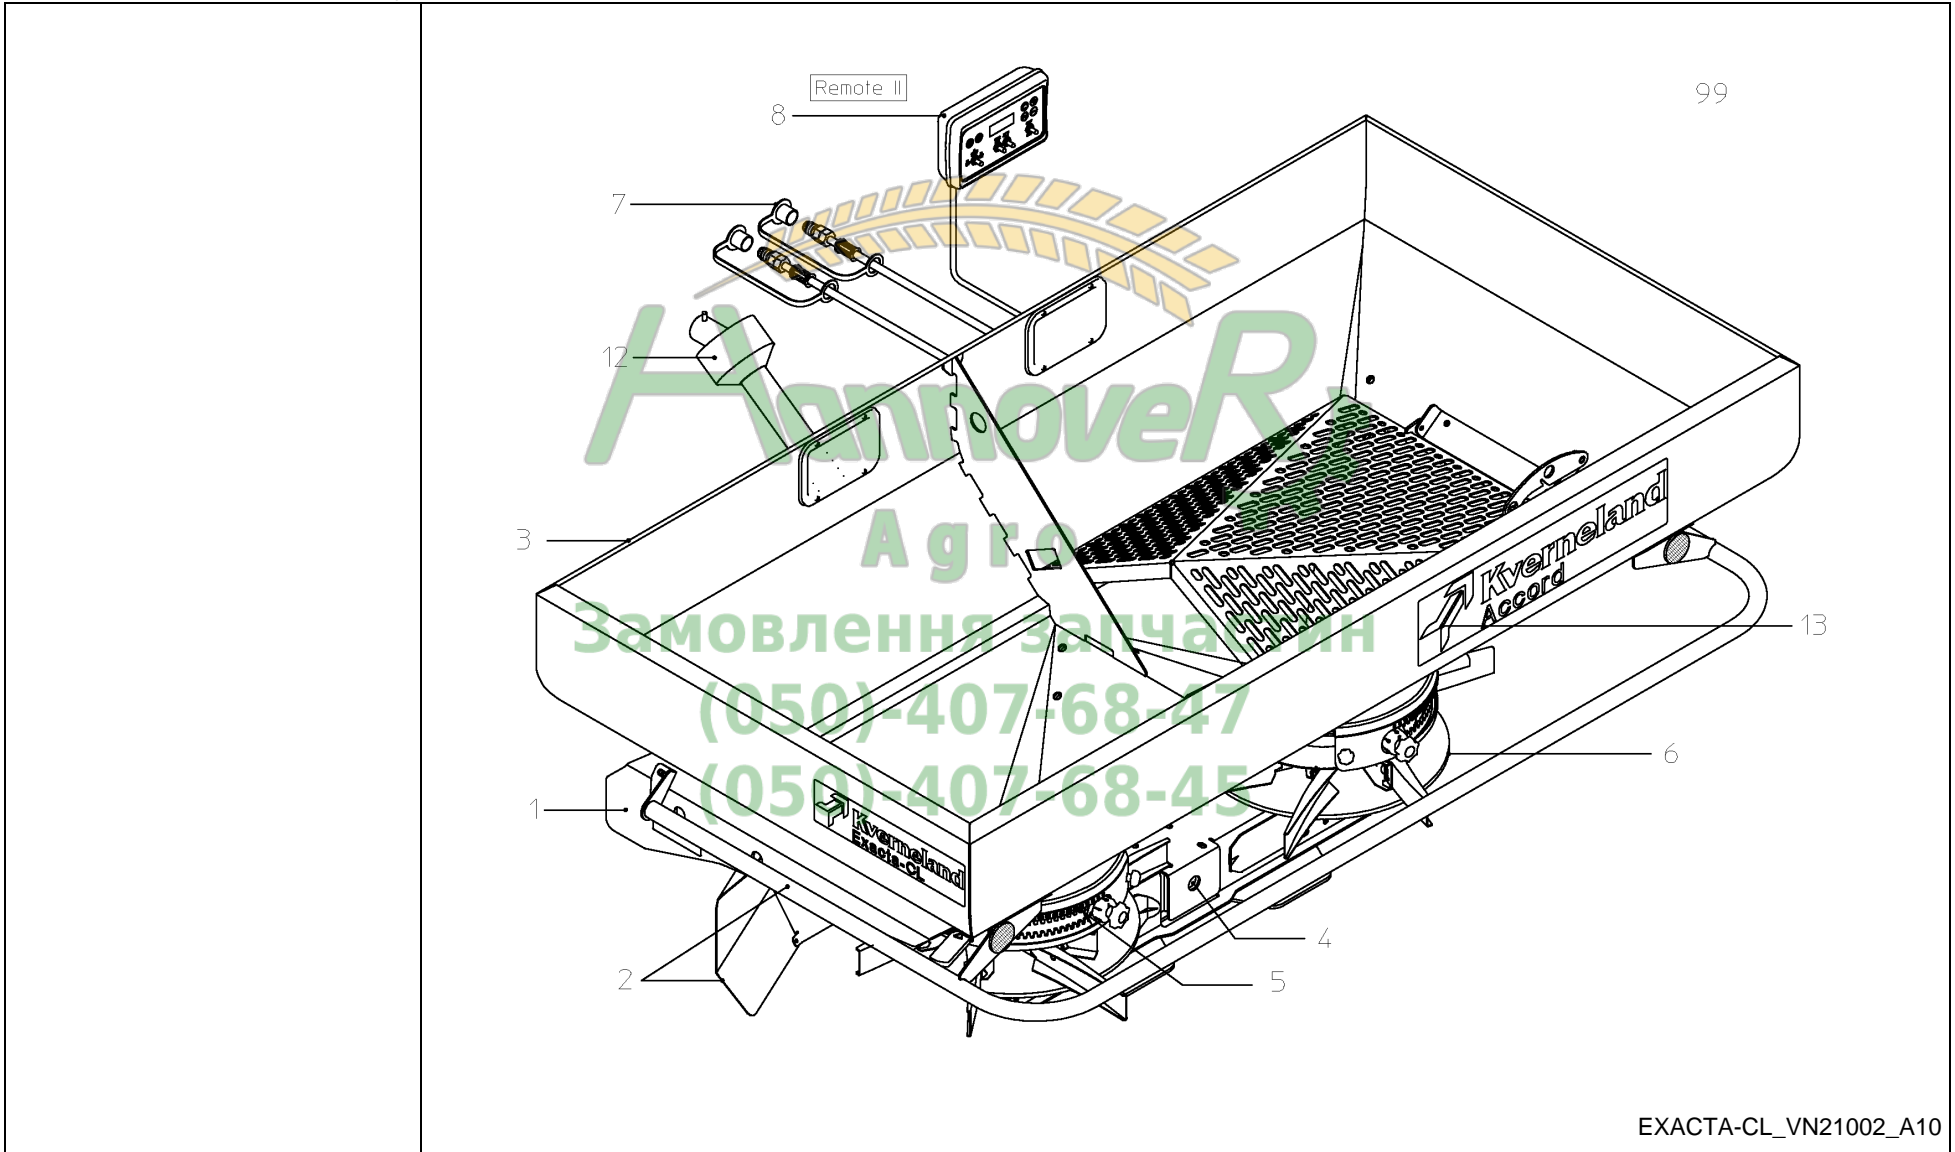 Remote II
8
99
7
12
HannoveR
Agro
3
Kverneland
Accord
13
Замовлення запчастин
(050)-407-68-47
(050)-407-68-45
6
1
Kverneland
Exacta-CL
4
2
5
EXACTA-CL_VN21002_A10